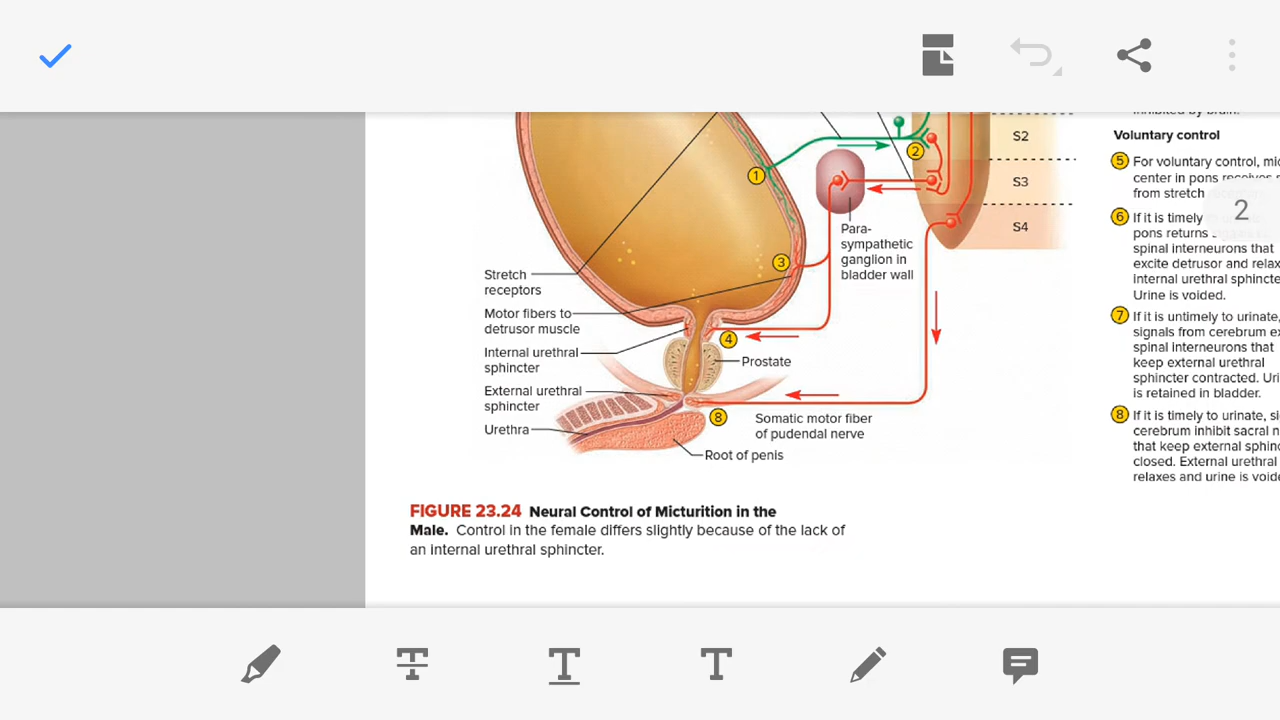 inhibited by brain.
S2
Voluntary control
2
5 For voluntary control, mic
center in pons receives
from stretch
1
S3
2
6 If it is timely
pons returns
spinal interneurons that
excite detrusor and relax
internal urethral sphincte
Urine is voided.
S4
Para-
sympathetic
ganglion in
bladder wall
3
Stretch
receptors
Motor fibers to
detrusor muscle
7 If it is untimely to urinate,
signals from cerebrum ex
spinal interneurons that
keep external urethral
sphincter contracted. Uri
is retained in bladder.
4
Internal urethral
sphincter
Prostate
External urethral
sphincter
8
Somatic motor fiber
of pudendal nerve
8 If it is timely to urinate, si
cerebrum inhibit sacral n
that keep external sphinc
closed. External urethral
relaxes and urine is voide
Urethra
Root of penis
FIGURE 23.24 Neural Control of Micturition in the
Male. Control in the female differs slightly because of the lack of
an internal urethral sphincter.
T
T
T